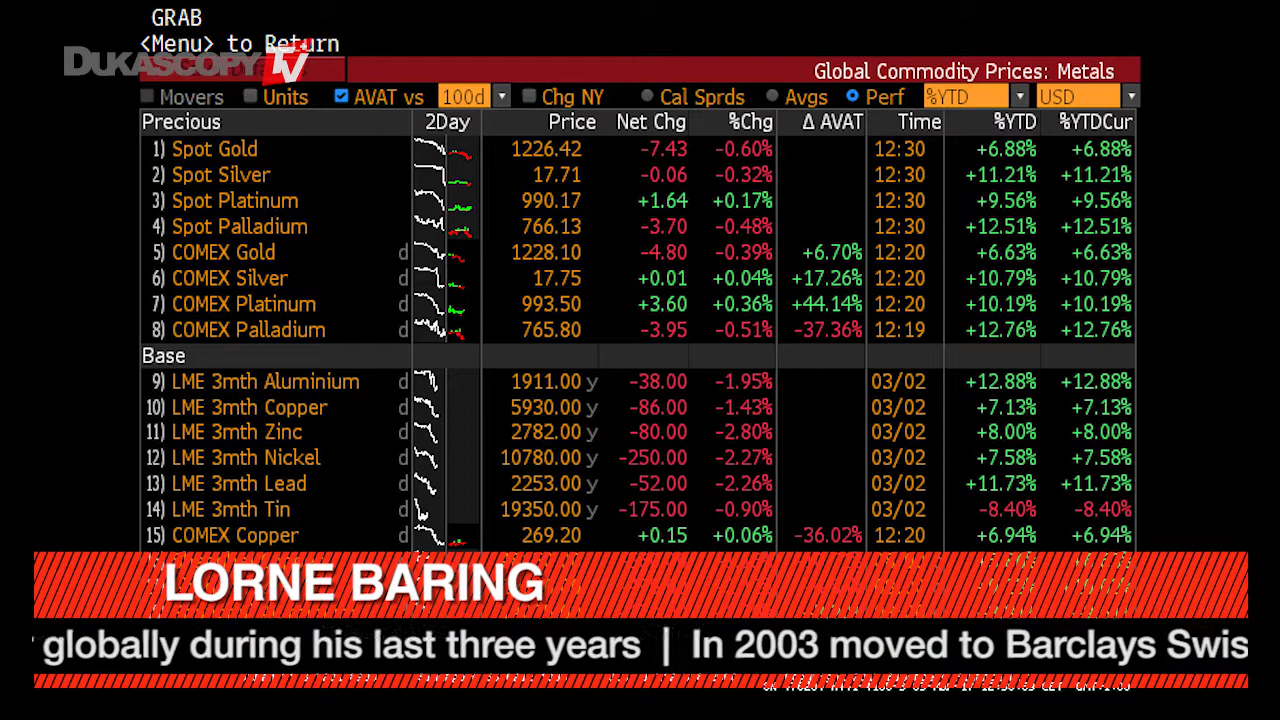 GRAB
<Menu> to Return
DUKASCOPY TV
Global Commodity Prices: Metals
Movers Units AVAT vs 100d Chg NY Cal Sprds Avgs Perf %YTD USD
Precious 2Day Price Net Chg %Chg Δ AVAT Time %YTD %YTDCur
1) Spot Gold 1226.42 -7.43 -0.60% 12:30 +6.88% +6.88%
2) Spot Silver 17.71 -0.06 -0.32% 12:30 +11.21% +11.21%
3) Spot Platinum 990.17 +1.64 +0.17% 12:30 +9.56% +9.56%
4) Spot Palladium 766.13 -3.70 -0.48% 12:30 +12.51% +12.51%
5) COMEX Gold d 1228.10 -4.80 -0.39% +6.70% 12:20 +6.63% +6.63%
6) COMEX Silver d 17.75 +0.01 +0.04% +17.26% 12:20 +10.79% +10.79%
7) COMEX Platinum d 993.50 +3.60 +0.36% +44.14% 12:20 +10.19% +10.19%
8) COMEX Palladium d 765.80 -3.95 -0.51% -37.36% 12:19 +12.76% +12.76%
Base
9) LME 3mth Aluminium d 1911.00 y -38.00 -1.95% 03/02 +12.88% +12.88%
10) LME 3mth Copper d 5930.00 y -86.00 -1.43% 03/02 +7.13% +7.13%
11) LME 3mth Zinc d 2782.00 y -80.00 -2.80% 03/02 +8.00% +8.00%
12) LME 3mth Nickel d 10780.00 y -250.00 -2.27% 03/02 +7.58% +7.58%
13) LME 3mth Lead d 2253.00 y -52.00 -2.26% 03/02 +11.73% +11.73%
14) LME 3mth Tin d 19350.00 y -175.00 -0.90% 03/02 -8.40% -8.40%
15) COMEX Copper d 269.20 +0.15 +0.06% -36.02% 12:20 +6.94% +6.94%
LORNE BARING
globally during his last three years | In 2003 moved to Barclays Swis